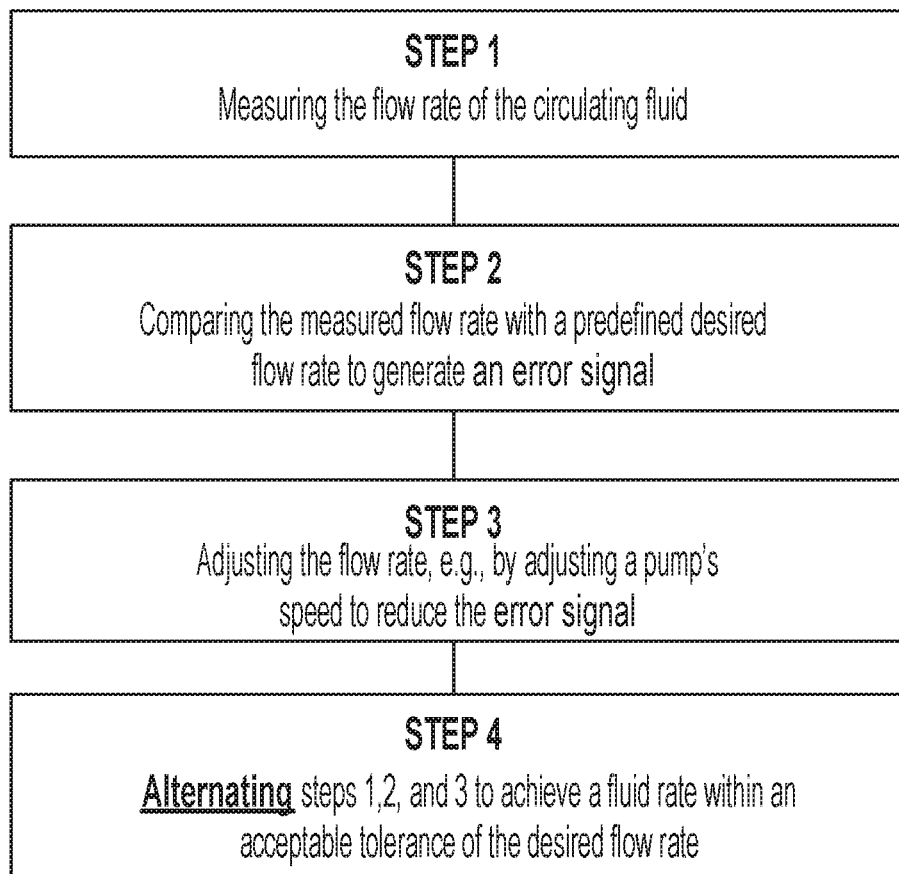 STEP 1
Measuring the flow rate of the circulating fluid
STEP 2
Comparing the measured flow rate with a predefined desired
flow rate to generate an error signal
STEP 3
Adjusting the flow rate, e.g., by adjusting a pump's
speed to reduce the error signal
STEP 4
Alternating steps 1,2, and 3 to achieve a fluid rate within an
acceptable tolerance of the desired flow rate